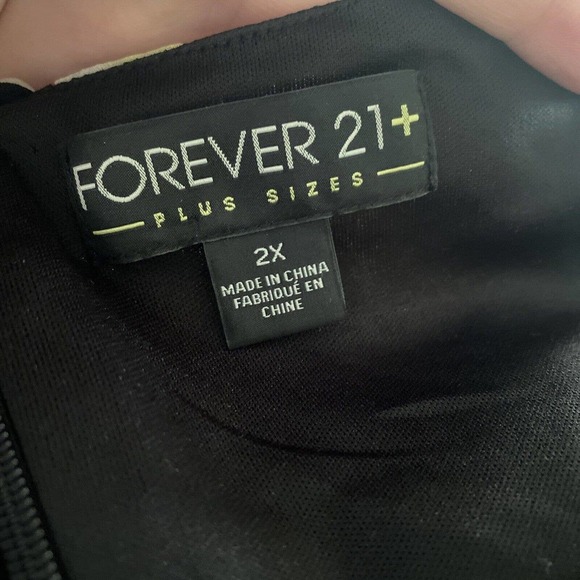 FOREVER 21+
PLUS SIZES
2X
MADE IN CHINA
FABRIQUÉ EN
CHINE